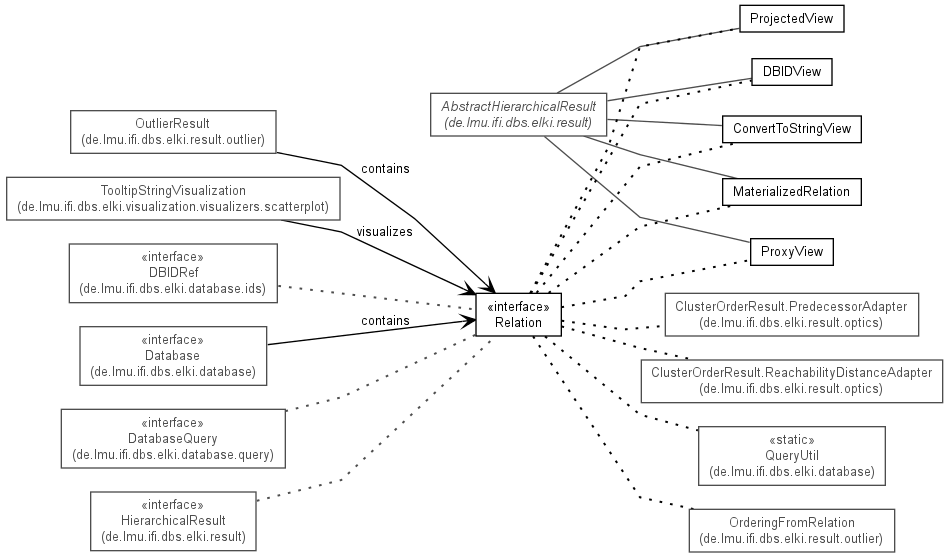 ProjectedView
DBIDView
AbstractHierarchicalResult
(de.lmu.ifi.dbs.elki.result)
OutlierResult
(de.lmu.ifi.dbs.elki.result.outlier)
ConvertToStringView
contains
TooltipStringVisualization
(de.lmu.ifi.dbs.elki.visualization.visualizers.scatterplot)
MaterializedRelation
visualizes
ProxyView
«interface»
DBIDRef
(de.lmu.ifi.dbs.elki.database.ids)
«interface»
Relation
ClusterOrderResult.PredecessorAdapter
(de.lmu.ifi.dbs.elki.result.optics)
contains
«interface»
Database
(de.lmu.ifi.dbs.elki.database)
ClusterOrderResult.ReachabilityDistanceAdapter
(de.lmu.ifi.dbs.elki.result.optics)
«interface»
DatabaseQuery
(de.lmu.ifi.dbs.elki.database.query)
«static»
QueryUtil
(de.lmu.ifi.dbs.elki.database)
«interface»
HierarchicalResult
(de.lmu.ifi.dbs.elki.result)
OrderingFromRelation
(de.lmu.ifi.dbs.elki.result.outlier)